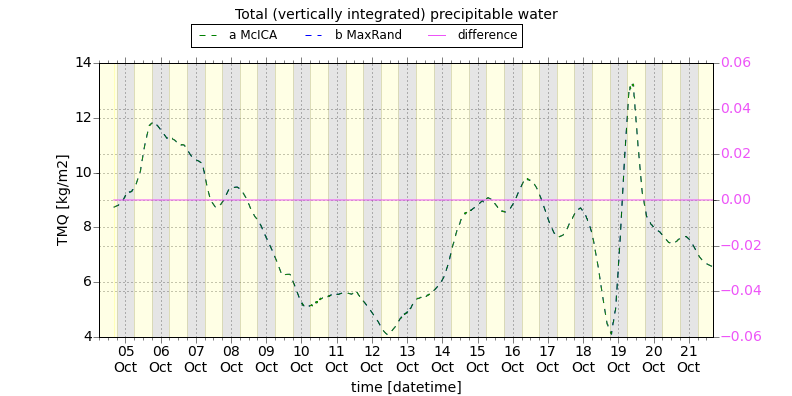 Total (vertically integrated) precipitable water
a McICA b MaxRand difference
14 0.06
12 0.04
0.02
10
0.00
8
−0.02
6 −0.04
4 −0.06
TMQ [kg/m2]
05 06 07 08 09 10 11 12 13 14 15 16 17 18 19 20 21
Oct Oct Oct Oct Oct Oct Oct Oct Oct Oct Oct Oct Oct Oct Oct Oct Oct
time [datetime]